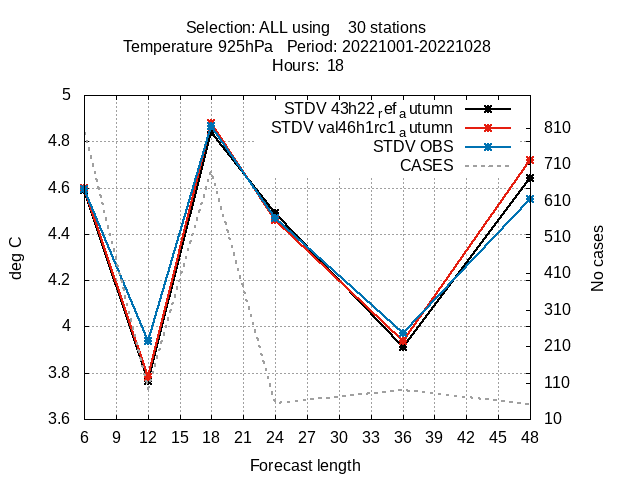 Selection: ALL using 30 stations
Temperature 925hPa Period: 20221001-20221028
Hours: 18
STDV 43h22_ref_autumn
STDV val46h1rc1_autumn
STDV OBS
CASES
5
4.8
4.6
4.4
4.2
4
3.8
3.6
deg C
810
710
610
510
410
310
210
110
10
No cases
6 9 12 15 18 21 24 27 30 33 36 39 42 45 48
Forecast length